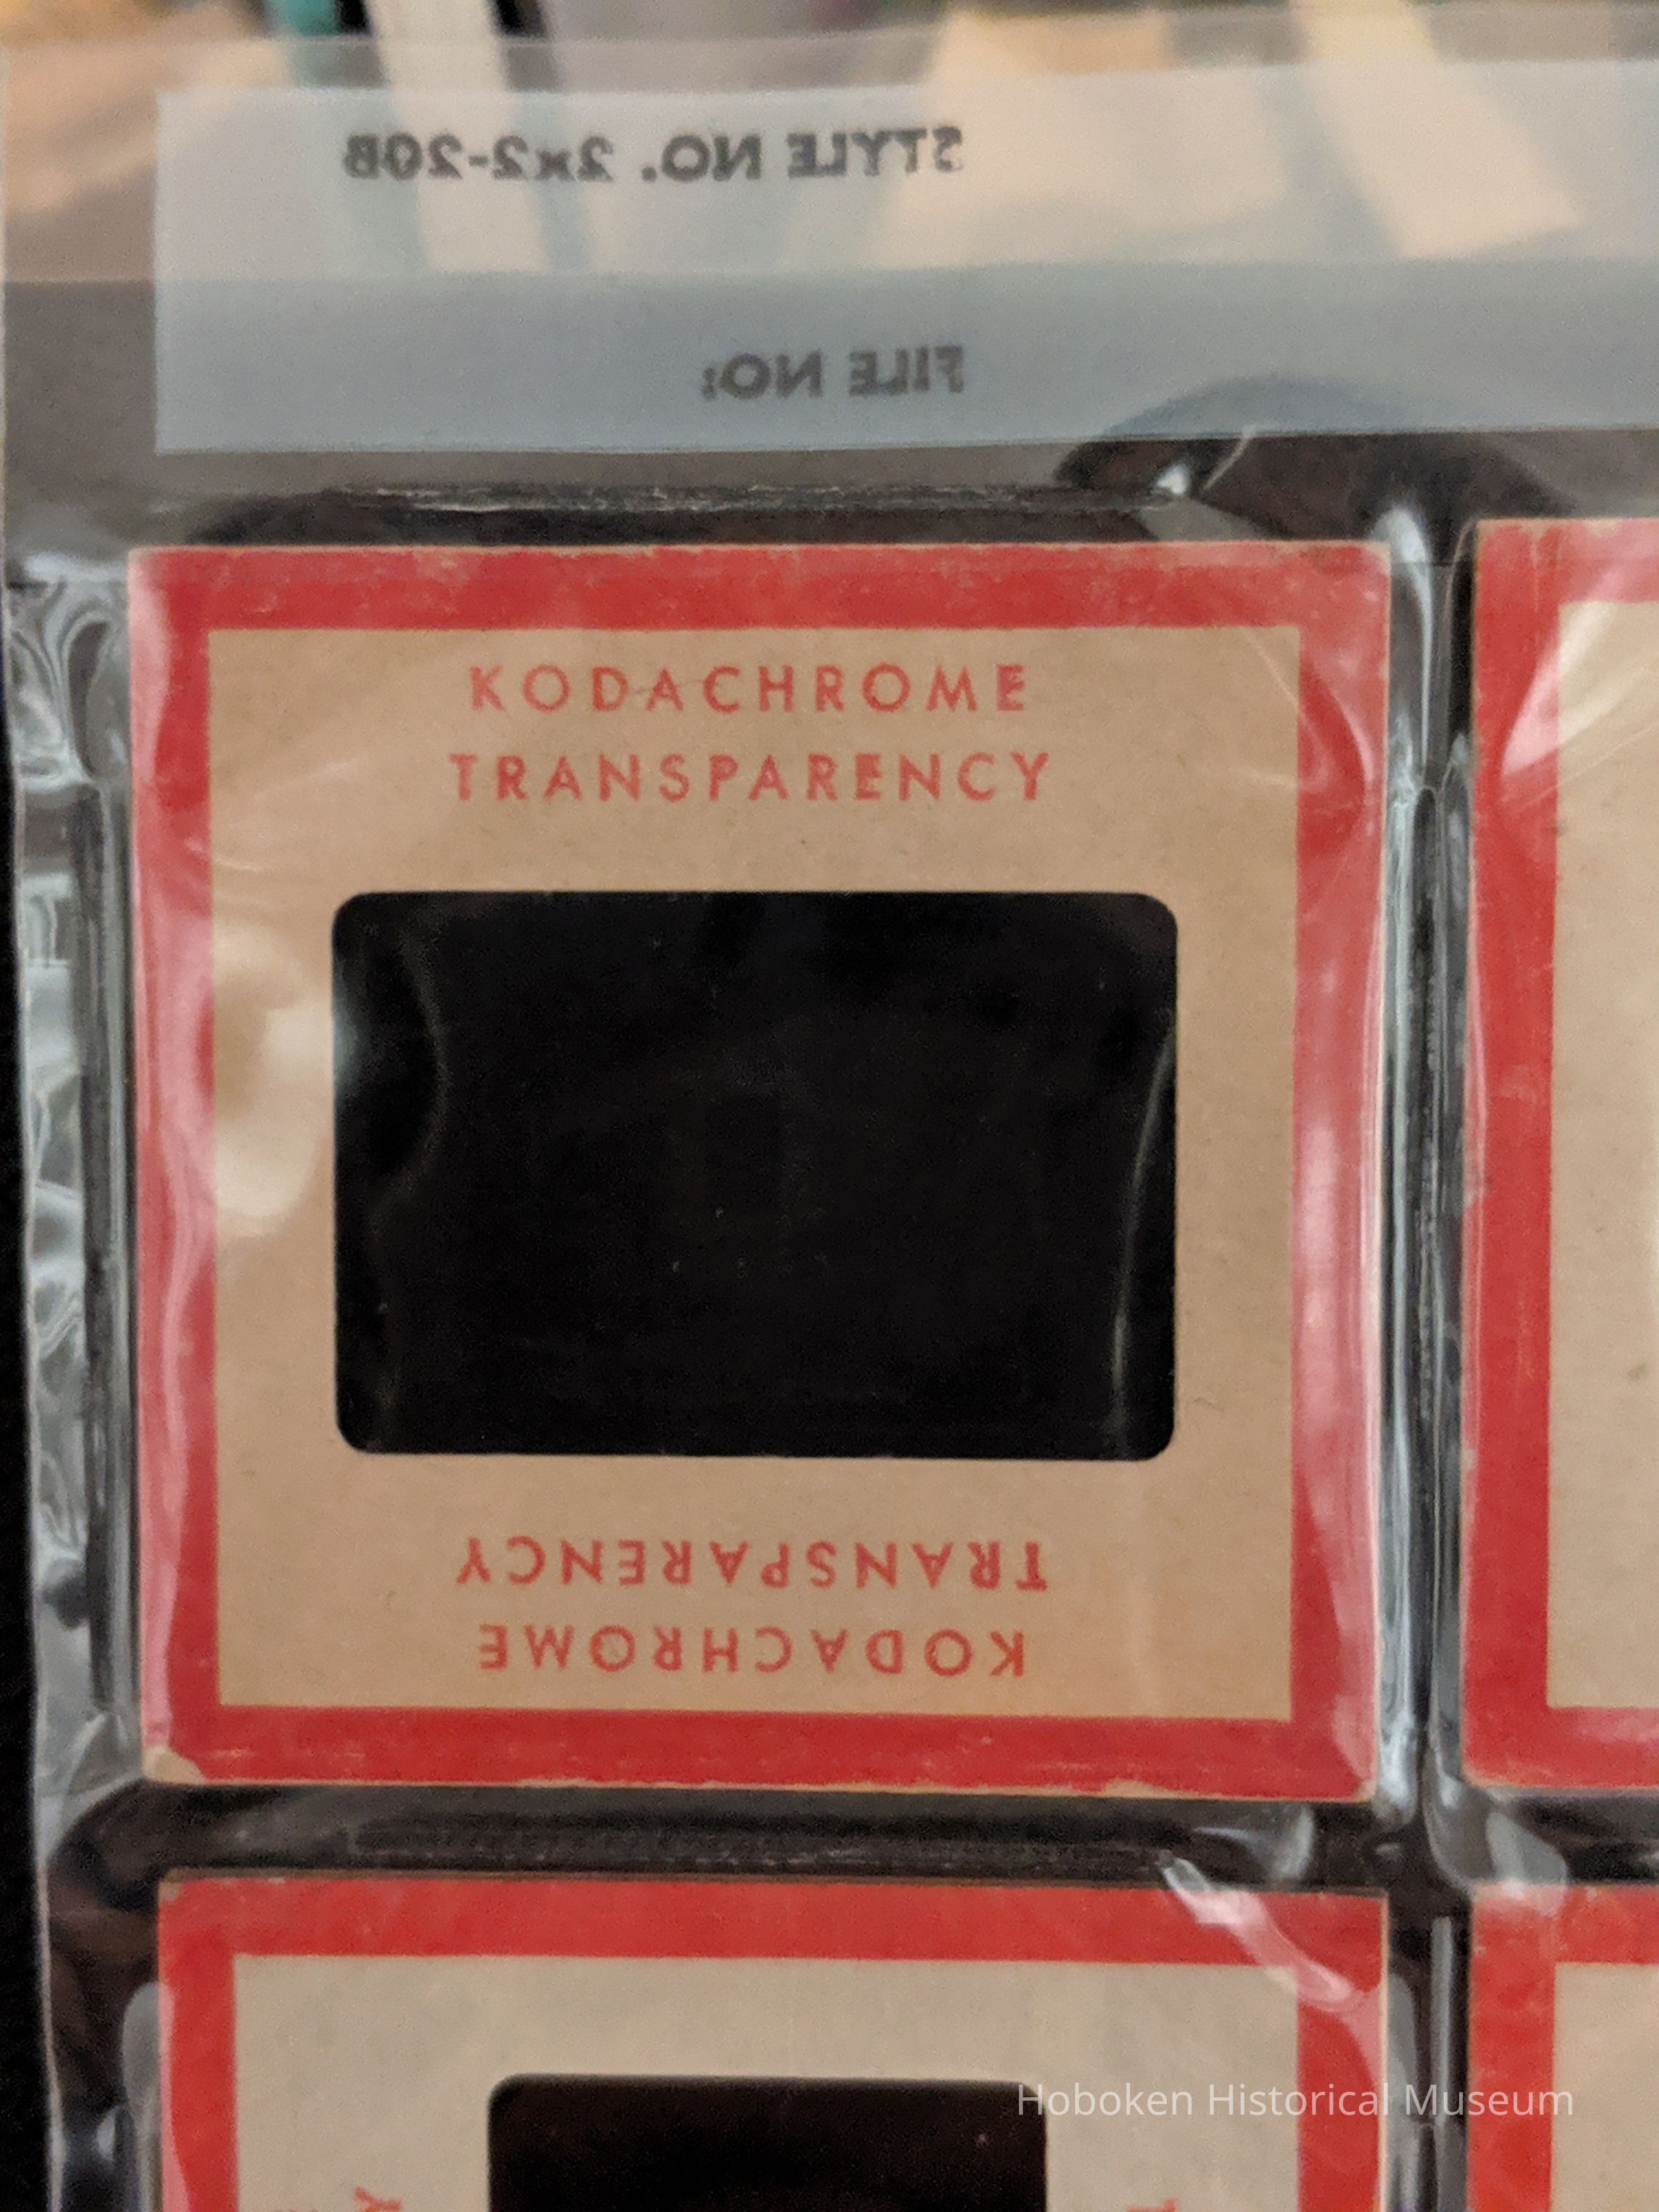 STYLE NO. 2x2-20B
FILE NO:
KODACHROME
TRANSPARENCY
TRANSPARENCY
KODACHROME
Hoboken Historical Museum